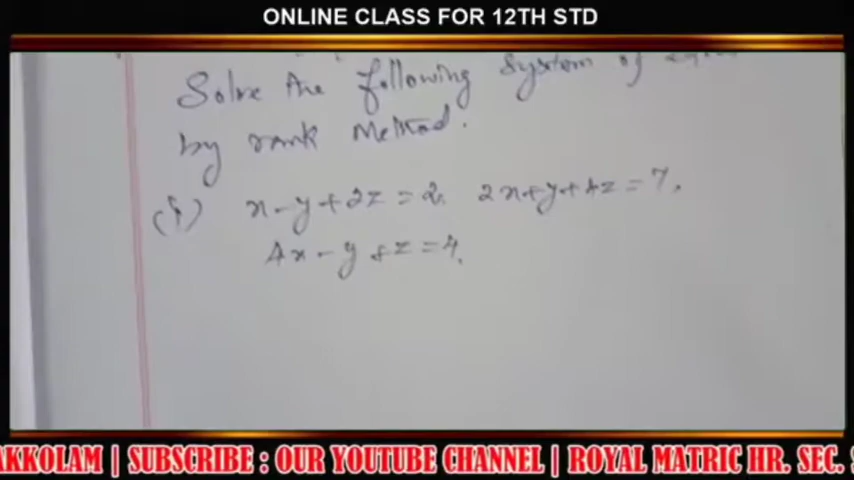 ONLINE CLASS FOR 12TH STD
Solve the following system of
by rank Method.
(i) x-y+2z=2, 2x+y+4z=7,
4x-y+z=4.
AKKOLAM | SUBSCRIBE : OUR YOUTUBE CHANNEL | ROYAL MATRIC HR. SEC. S